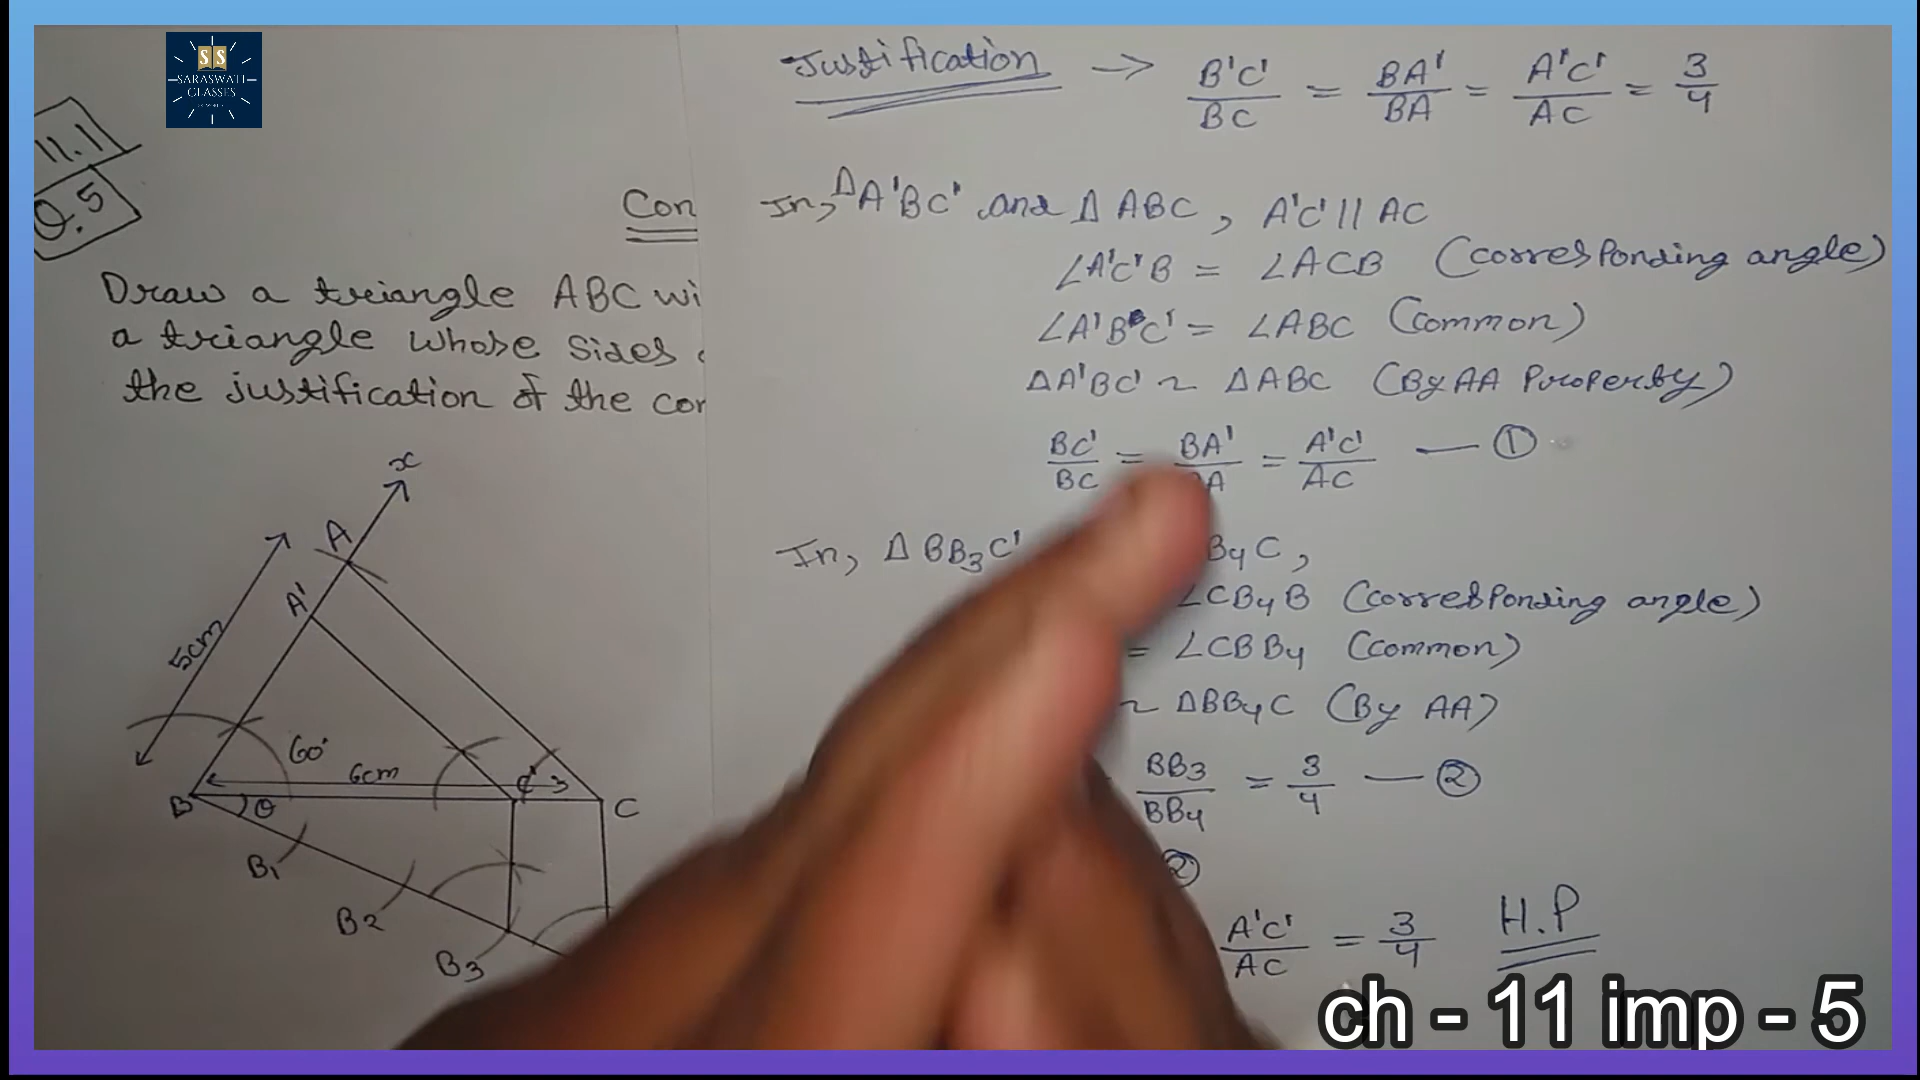 SS
SARASWATI
CLASSES
11.1
Q.5
Con
Draw a triangle ABC wi
a triangle whose sides
the justification of the cor
x
A
A'
5cm
60°
6cm
C'
B
θ
C
B1
B2
B3
Justification → B'C'/BC = BA'/BA = A'C'/AC = 3/4
In, ΔA'BC' and Δ ABC, A'C' || AC
∠A'C'B = ∠ACB (corresponding angle)
∠A'BC' = ∠ABC (common)
ΔA'BC' ~ ΔABC (By AA Property)
BC'/BC = BA'/BA = A'C'/AC — ①
In, Δ BB3C' B4C,
∠CB4B (corresponding angle)
= ∠CBB4 (common)
~ ΔBB4C (By AA)
BB3/BB4 = 3/4 — ②
②
A'C'/AC = 3/4 H.P
ch - 11 imp - 5